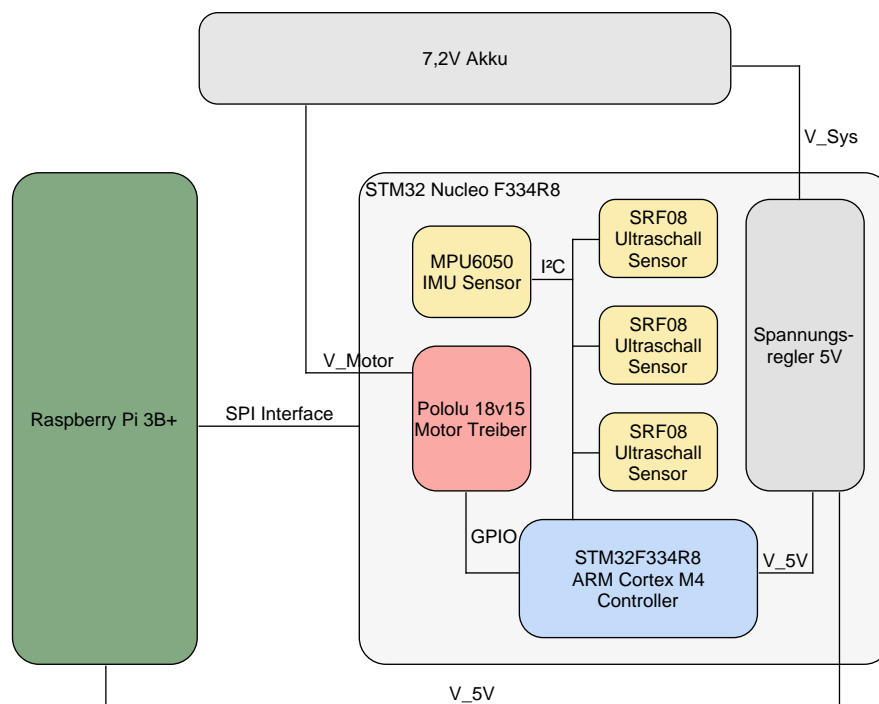 7,2V Akku
V_Sys
STM32 Nucleo F334R8
SRF08
Ultraschall
Sensor
MPU6050
IMU Sensor
I²C
SRF08
Ultraschall
Sensor
Spannungs-
regler 5V
V_Motor
Raspberry Pi 3B+
SPI Interface
Pololu 18v15
Motor Treiber
SRF08
Ultraschall
Sensor
GPIO
STM32F334R8
ARM Cortex M4
Controller
V_5V
V_5V